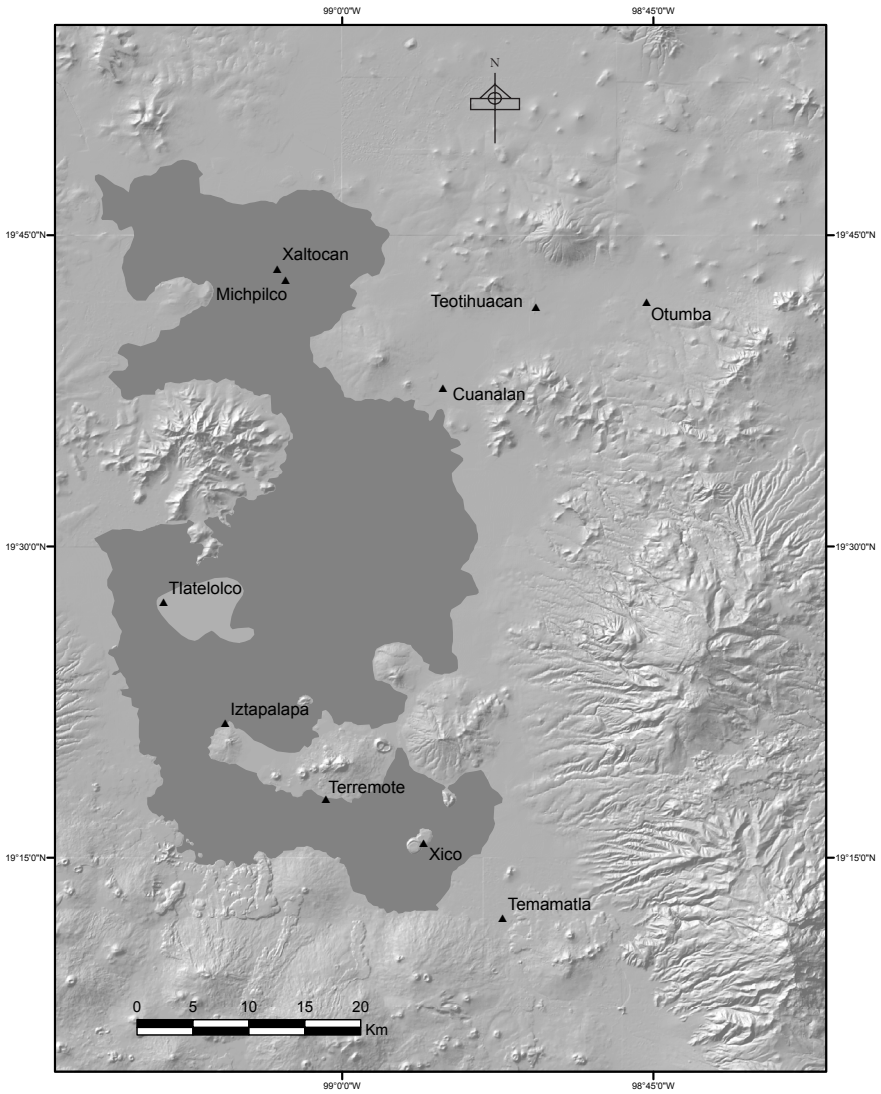 99°0'0"W 98°45'0"W
N
19°45'0"N 19°45'0"N
Xaltocan
Michpilco
Teotihuacan
Otumba
Cuanalan
19°30'0"N 19°30'0"N
Tlatelolco
Iztapalapa
Terremote
19°15'0"N 19°15'0"N
Xico
Temamatla
0 5 10 15 20
Km
99°0'0"W 98°45'0"W